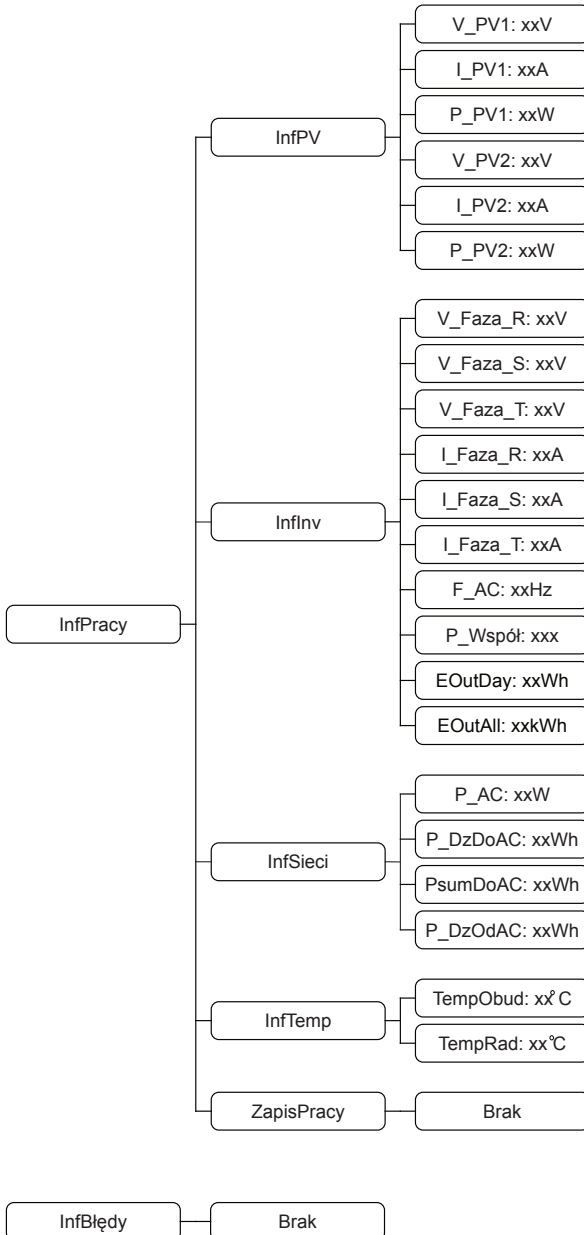 InfPracy
InfPV
V_PV1: xxV
I_PV1: xxA
P_PV1: xxW
V_PV2: xxV
I_PV2: xxA
P_PV2: xxW
InfInv
V_Faza_R: xxV
V_Faza_S: xxV
V_Faza_T: xxV
I_Faza_R: xxA
I_Faza_S: xxA
I_Faza_T: xxA
F_AC: xxHz
P_Współ: xxx
EOutDay: xxWh
EOutAll: xxkWh
InfSieci
P_AC: xxW
P_DzDoAC: xxWh
PsumDoAC: xxWh
P_DzOdAC: xxWh
InfTemp
TempObud: xx°C
TempRad: xx°C
ZapisPracy
Brak
InfBłędy
Brak